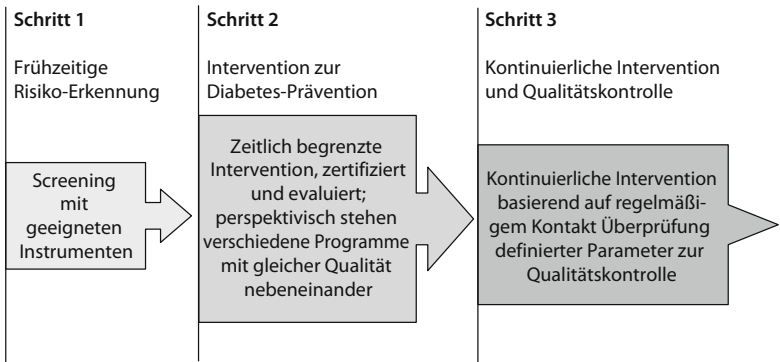 Schritt 1
Frühzeitige
Risiko-Erkennung
Screening
mit
geeigneten
Instrumenten
Schritt 2
Intervention zur
Diabetes-Prävention
Zeitlich begrenzte
Intervention, zertifiziert
und evaluiert;
perspektivisch stehen
verschiedene Programme
mit gleicher Qualität
nebeneinander
Schritt 3
Kontinuierliche Intervention
und Qualitätskontrolle
Kontinuierliche Intervention
basierend auf regelmäßi-
gem Kontakt Überprüfung
definierter Parameter zur
Qualitätskontrolle